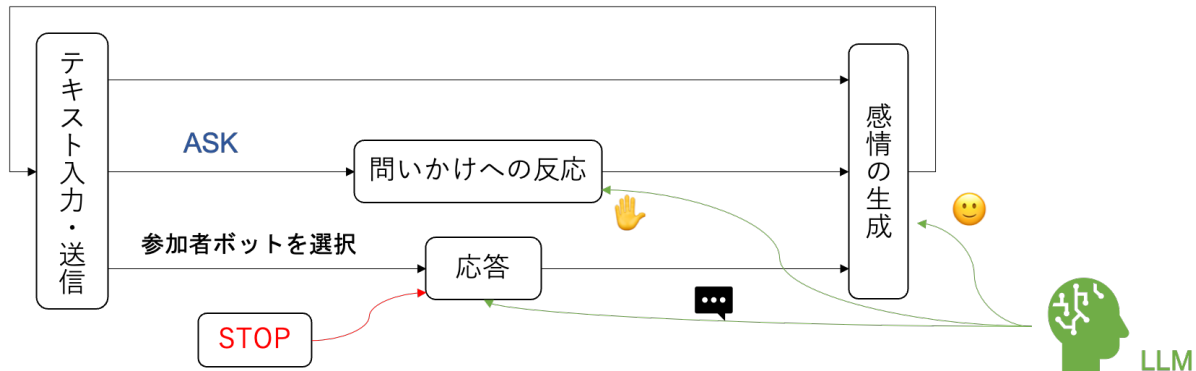 テキスト入力・送信
ASK
問いかけへの反応
参加者ボットを選択
応答
STOP
感情の生成
LLM